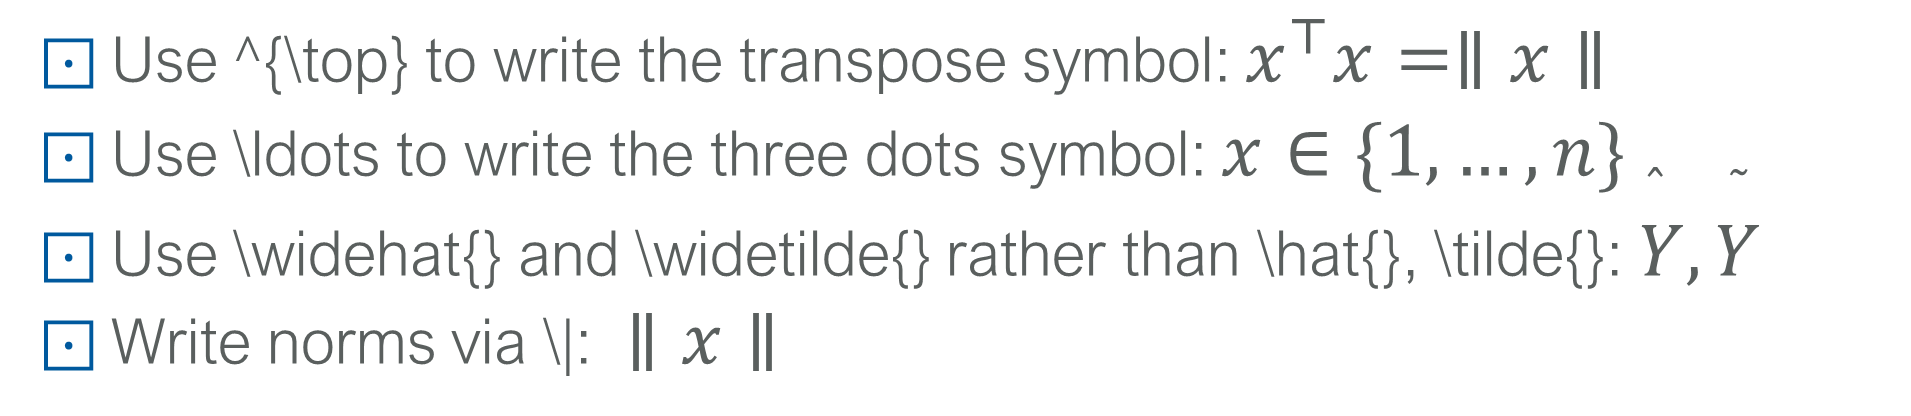 Use ^{\top} to write the transpose symbol: x⊤x =‖ x ‖
Use \ldots to write the three dots symbol: x ∈ {1, … , n}
Use \widehat{} and \widetilde{} rather than \hat{}, \tilde{}: Ŷ, Ỹ
Write norms via \|: ‖ x ‖